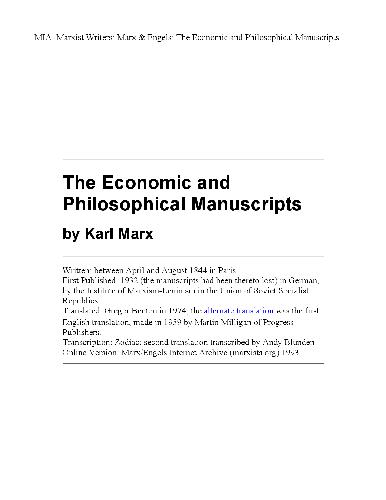 MIA: Marxist Writers: Marx & Engels: The Economic and Philosophical Manuscripts
The Economic and
Philosophical Manuscripts
by Karl Marx
Written: between April and August 1844 in Paris
First Published: 1932 (the manuscripts had been thereto lost) in German,
by the Institute of Marxism-Leninism in the Union of Soviet Socialist
Republics.
Translated: Gregor Benton in 1974, the alternate translation was the first
English translation, made in 1959 by Martin Milligan of Progress
Publishers.
Transcription: Zodiac; second translation transcribed by Andy Blunden
Online Version: Marx/Engels Internet Archive (marxists.org) 1993